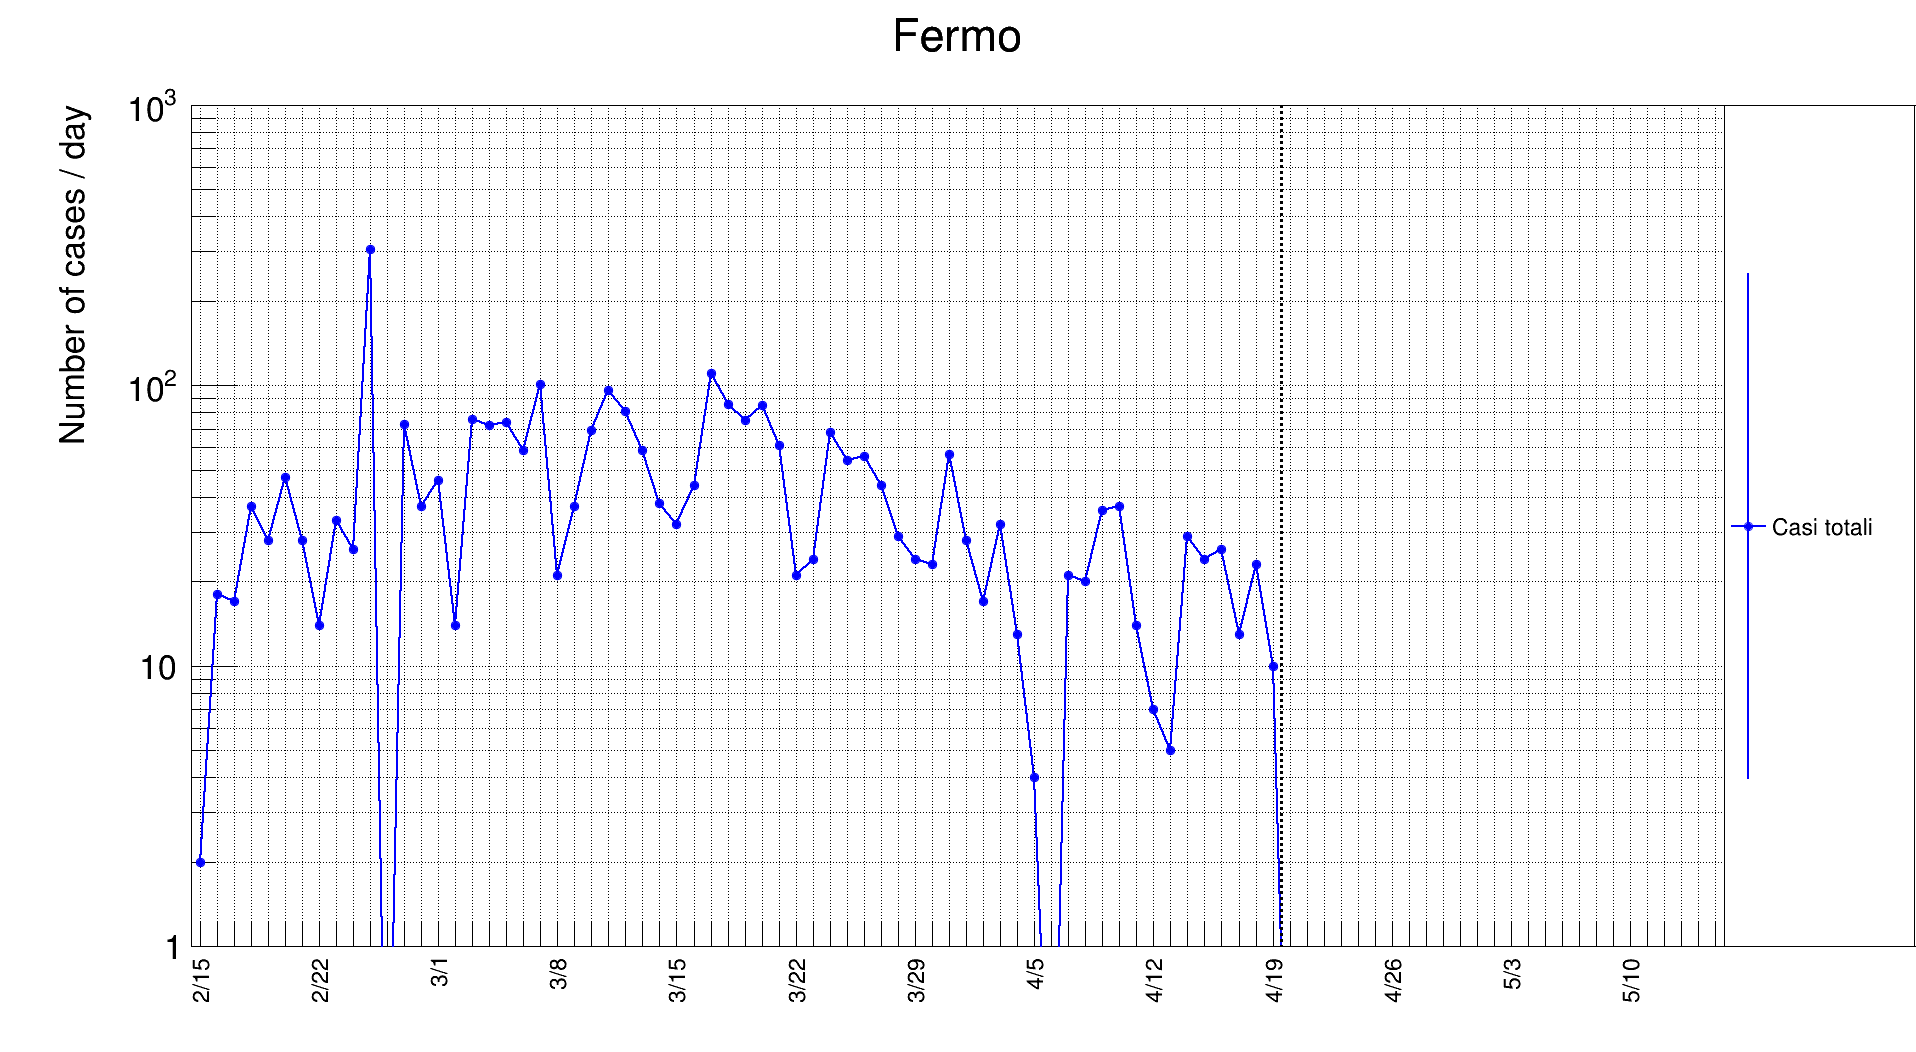 Fermo
Number of cases / day
10³
10²
10
1
2/15 2/22 3/1 3/8 3/15 3/22 3/29 4/5 4/12 4/19 4/26 5/3 5/10
Casi totali